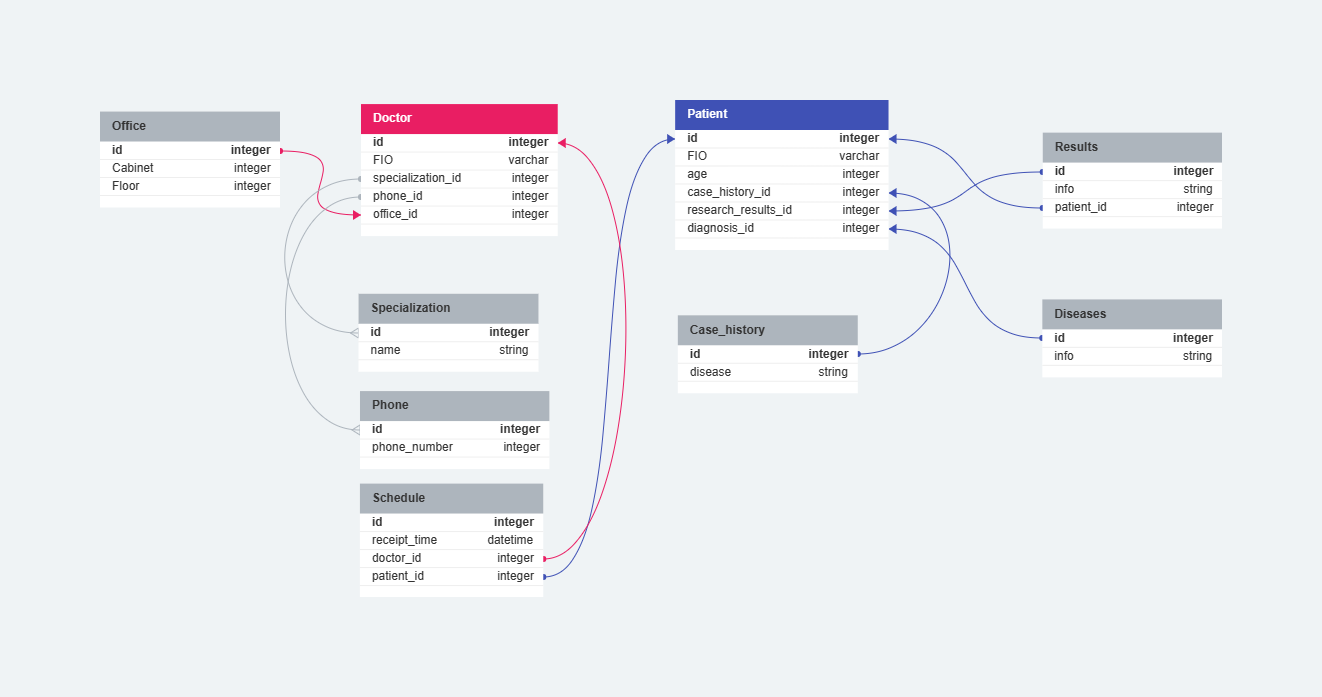 Office
id integer
Cabinet integer
Floor integer
Doctor
id integer
FIO varchar
specialization_id integer
phone_id integer
office_id integer
Specialization
id integer
name string
Phone
id integer
phone_number integer
Schedule
id integer
receipt_time datetime
doctor_id integer
patient_id integer
Patient
id integer
FIO varchar
age integer
case_history_id integer
research_results_id integer
diagnosis_id integer
Case_history
id integer
disease string
Results
id integer
info string
patient_id integer
Diseases
id integer
info string